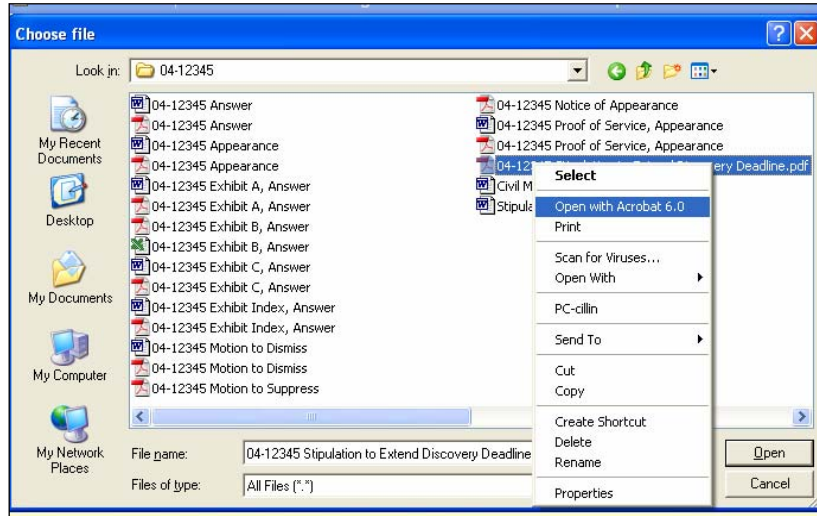 Choose file
Look in:
04-12345
My Recent
Documents
Desktop
My Documents
My Computer
My Network
Places
04-12345 Answer
04-12345 Answer
04-12345 Appearance
04-12345 Appearance
04-12345 Exhibit A, Answer
04-12345 Exhibit A, Answer
04-12345 Exhibit B, Answer
04-12345 Exhibit B, Answer
04-12345 Exhibit C, Answer
04-12345 Exhibit C, Answer
04-12345 Exhibit Index, Answer
04-12345 Exhibit Index, Answer
04-12345 Motion to Dismiss
04-12345 Motion to Dismiss
04-12345 Motion to Suppress
04-12345 Notice of Appearance
04-12345 Proof of Service, Appearance
04-12345 Proof of Service, Appearance
ery Deadline.pdf
Civil M
Stipula
Select
Open with Acrobat 6.0
Print
Scan for Viruses...
Open With
PC-cillin
Send To
Cut
Copy
Create Shortcut
Delete
Rename
Properties
File name:
04-12345 Stipulation to Extend Discovery Deadline
Open
Files of type:
All Files (*.*)
Cancel